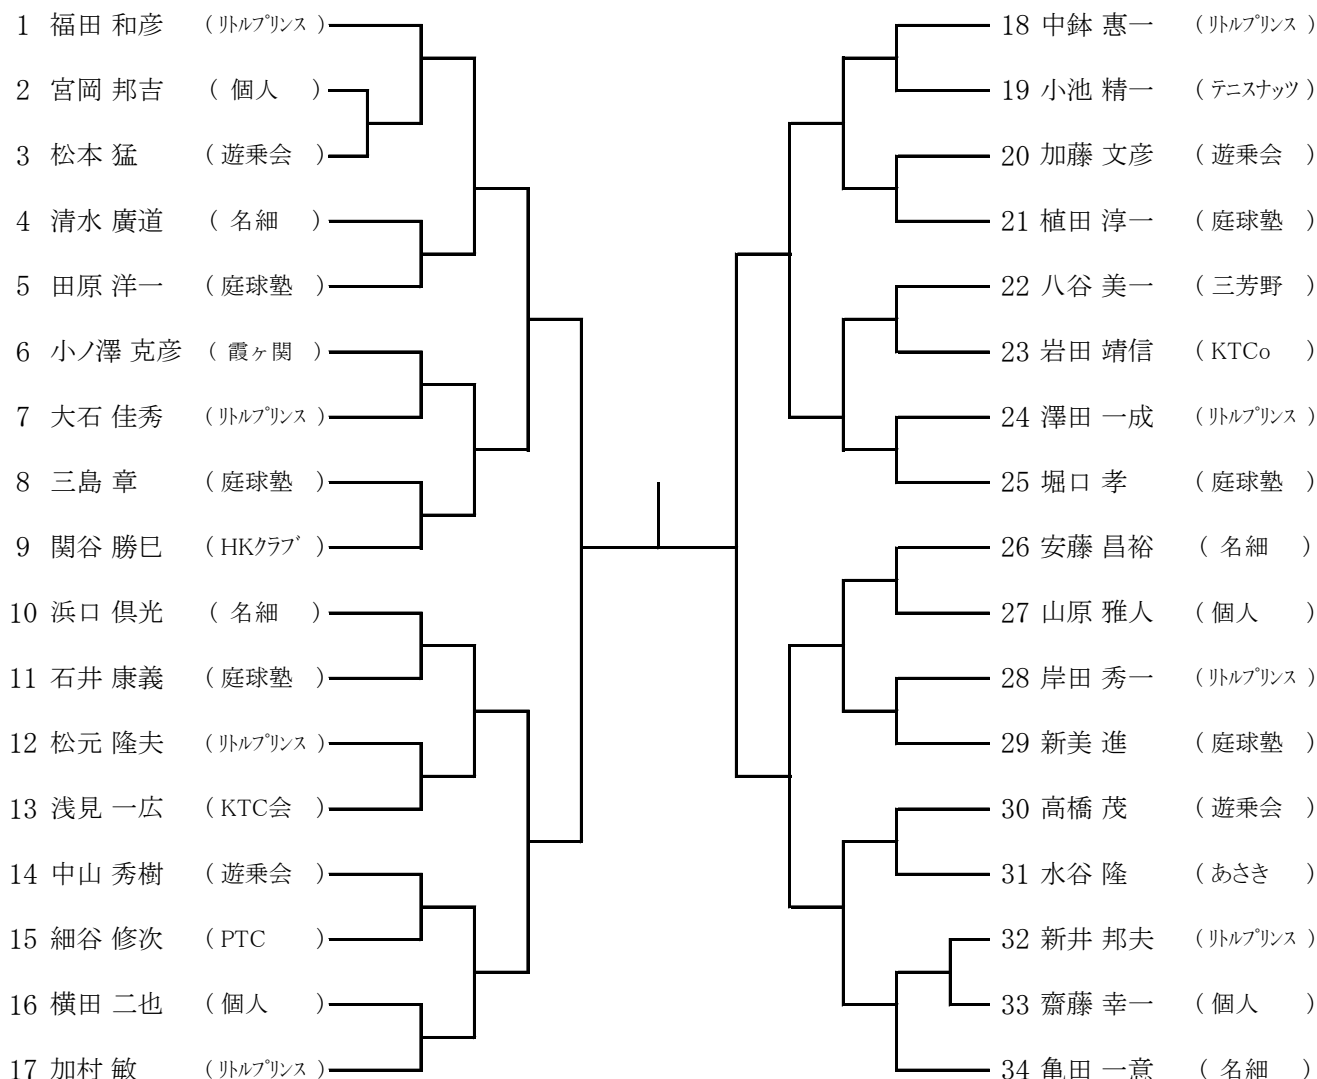 1 福田 和彦 (ﾘﾄﾙﾌﾟﾘﾝｽ )
2 宮岡 邦吉 ( 個人 )
3 松本 猛 ( 遊乗会 )
4 清水 廣道 ( 名細 )
5 田原 洋一 ( 庭球塾 )
6 小ノ澤 克彦 ( 霞ヶ関 )
7 大石 佳秀 (ﾘﾄﾙﾌﾟﾘﾝｽ )
8 三島 章 ( 庭球塾 )
9 関谷 勝巳 ( HKｸﾗﾌﾞ )
10 浜口 倶光 ( 名細 )
11 石井 康義 ( 庭球塾 )
12 松元 隆夫 (ﾘﾄﾙﾌﾟﾘﾝｽ )
13 浅見 一広 ( KTC会 )
14 中山 秀樹 ( 遊乗会 )
15 細谷 修次 ( PTC )
16 横田 二也 ( 個人 )
17 加村 敏 (ﾘﾄﾙﾌﾟﾘﾝｽ )
18 中鉢 惠一 (ﾘﾄﾙﾌﾟﾘﾝｽ )
19 小池 精一 ( ﾃﾆｽﾅｯﾂ )
20 加藤 文彦 ( 遊乗会 )
21 植田 淳一 ( 庭球塾 )
22 八谷 美一 ( 三芳野 )
23 岩田 靖信 ( KTCo )
24 澤田 一成 (ﾘﾄﾙﾌﾟﾘﾝｽ )
25 堀口 孝 ( 庭球塾 )
26 安藤 昌裕 ( 名細 )
27 山原 雅人 ( 個人 )
28 岸田 秀一 (ﾘﾄﾙﾌﾟﾘﾝｽ )
29 新美 進 ( 庭球塾 )
30 高橋 茂 ( 遊乗会 )
31 水谷 隆 ( あさき )
32 新井 邦夫 (ﾘﾄﾙﾌﾟﾘﾝｽ )
33 齋藤 幸一 ( 個人 )
34 亀田 一意 ( 名細 )